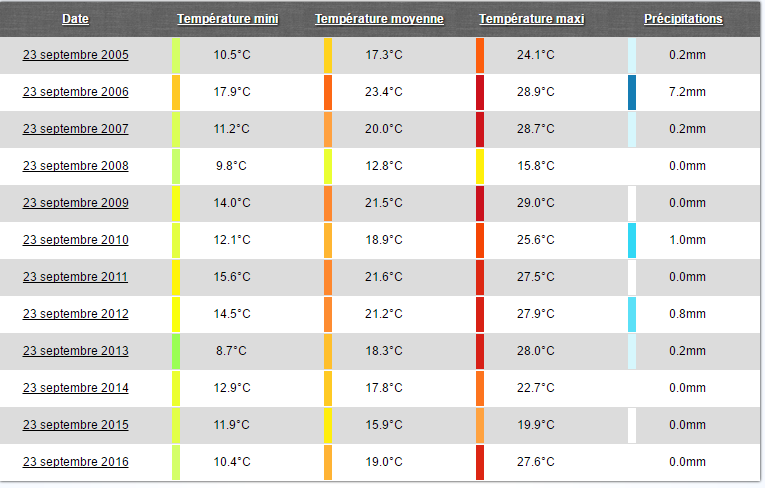 Date Température mini Température moyenne Température maxi Précipitations
23 septembre 2005 10.5°C 17.3°C 24.1°C 0.2mm
23 septembre 2006 17.9°C 23.4°C 28.9°C 7.2mm
23 septembre 2007 11.2°C 20.0°C 28.7°C 0.2mm
23 septembre 2008 9.8°C 12.8°C 15.8°C 0.0mm
23 septembre 2009 14.0°C 21.5°C 29.0°C 0.0mm
23 septembre 2010 12.1°C 18.9°C 25.6°C 1.0mm
23 septembre 2011 15.6°C 21.6°C 27.5°C 0.0mm
23 septembre 2012 14.5°C 21.2°C 27.9°C 0.8mm
23 septembre 2013 8.7°C 18.3°C 28.0°C 0.2mm
23 septembre 2014 12.9°C 17.8°C 22.7°C 0.0mm
23 septembre 2015 11.9°C 15.9°C 19.9°C 0.0mm
23 septembre 2016 10.4°C 19.0°C 27.6°C 0.0mm